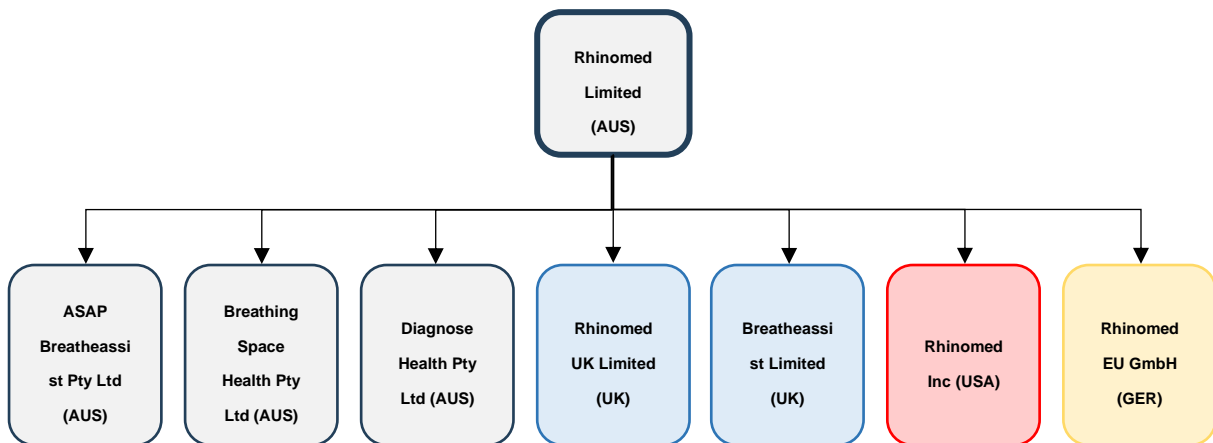 Rhinomed
Limited
(AUS)
ASAP
Breatheassi
st Pty Ltd
(AUS)
Breathing
Space
Health Pty
Ltd (AUS)
Diagnose
Health Pty
Ltd (AUS)
Rhinomed
UK Limited
(UK)
Breatheassi
st Limited
(UK)
Rhinomed
Inc (USA)
Rhinomed
EU GmbH
(GER)